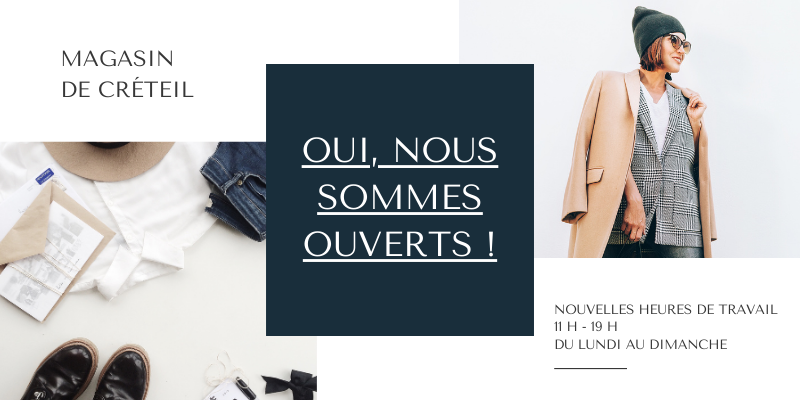 MAGASIN
DE CRÉTEIL
OUI, NOUS
SOMMES
OUVERTS !
NOUVELLES HEURES DE TRAVAIL
11 H - 19 H
DU LUNDI AU DIMANCHE